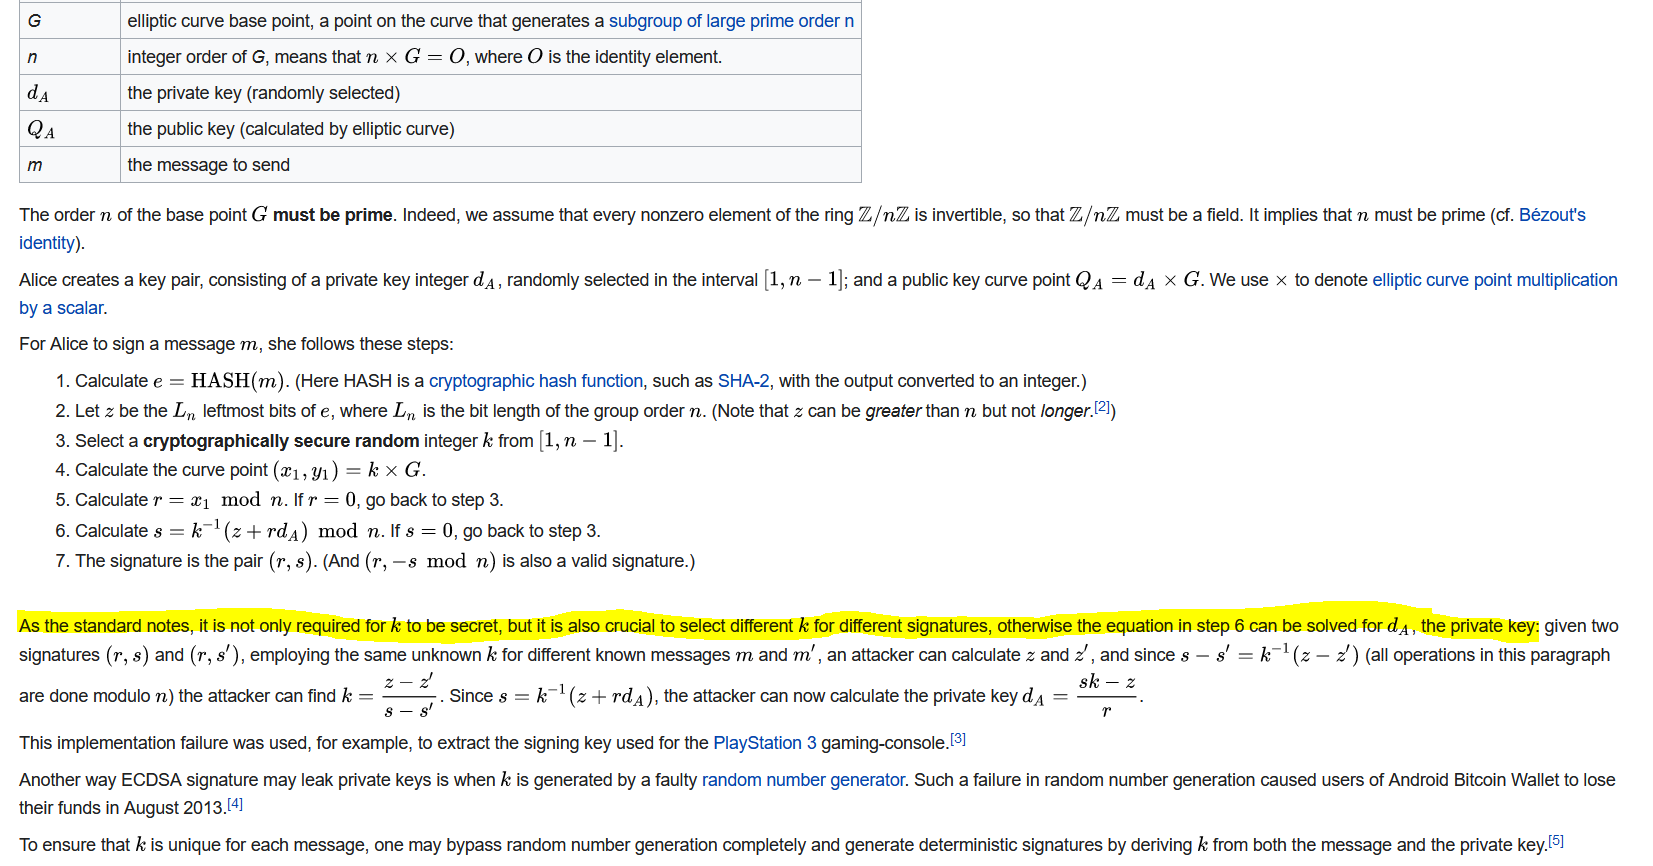 G elliptic curve base point, a point on the curve that generates a subgroup of large prime order n
n integer order of G, means that n × G = O, where O is the identity element.
d_A the private key (randomly selected)
Q_A the public key (calculated by elliptic curve)
m the message to send
The order n of the base point G must be prime. Indeed, we assume that every nonzero element of the ring ℤ/nℤ is invertible, so that ℤ/nℤ must be a field. It implies that n must be prime (cf. Bézout's
identity).
Alice creates a key pair, consisting of a private key integer d_A, randomly selected in the interval [1, n − 1]; and a public key curve point Q_A = d_A × G. We use × to denote elliptic curve point multiplication
by a scalar.
For Alice to sign a message m, she follows these steps:
1. Calculate e = HASH(m). (Here HASH is a cryptographic hash function, such as SHA-2, with the output converted to an integer.)
2. Let z be the L_n leftmost bits of e, where L_n is the bit length of the group order n. (Note that z can be greater than n but not longer.[2])
3. Select a cryptographically secure random integer k from [1, n − 1].
4. Calculate the curve point (x₁, y₁) = k × G.
5. Calculate r = x₁ mod n. If r = 0, go back to step 3.
6. Calculate s = k⁻¹(z + rd_A) mod n. If s = 0, go back to step 3.
7. The signature is the pair (r, s). (And (r, −s mod n) is also a valid signature.)
As the standard notes, it is not only required for k to be secret, but it is also crucial to select different k for different signatures, otherwise the equation in step 6 can be solved for d_A, the private key: given two
signatures (r, s) and (r, s′), employing the same unknown k for different known messages m and m′, an attacker can calculate z and z′, and since s − s′ = k⁻¹(z − z′) (all operations in this paragraph
are done modulo n) the attacker can find k = (z − z′)/(s − s′). Since s = k⁻¹(z + rd_A), the attacker can now calculate the private key d_A = (sk − z)/r.
This implementation failure was used, for example, to extract the signing key used for the PlayStation 3 gaming-console.[3]
Another way ECDSA signature may leak private keys is when k is generated by a faulty random number generator. Such a failure in random number generation caused users of Android Bitcoin Wallet to lose
their funds in August 2013.[4]
To ensure that k is unique for each message, one may bypass random number generation completely and generate deterministic signatures by deriving k from both the message and the private key.[5]